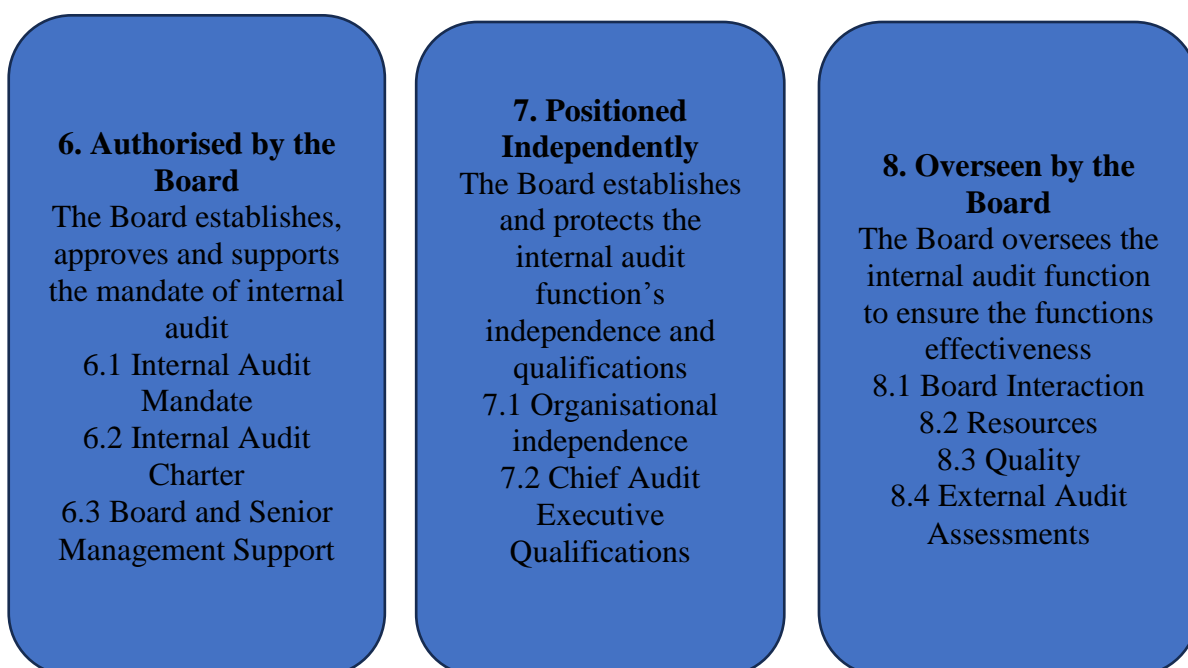 6. Authorised by the
Board
The Board establishes,
approves and supports
the mandate of internal
audit
6.1 Internal Audit
Mandate
6.2 Internal Audit
Charter
6.3 Board and Senior
Management Support
7. Positioned
Independently
The Board establishes
and protects the
internal audit
function’s
independence and
qualifications
7.1 Organisational
independence
7.2 Chief Audit
Executive
Qualifications
8. Overseen by the
Board
The Board oversees the
internal audit function
to ensure the functions
effectiveness
8.1 Board Interaction
8.2 Resources
8.3 Quality
8.4 External Audit
Assessments